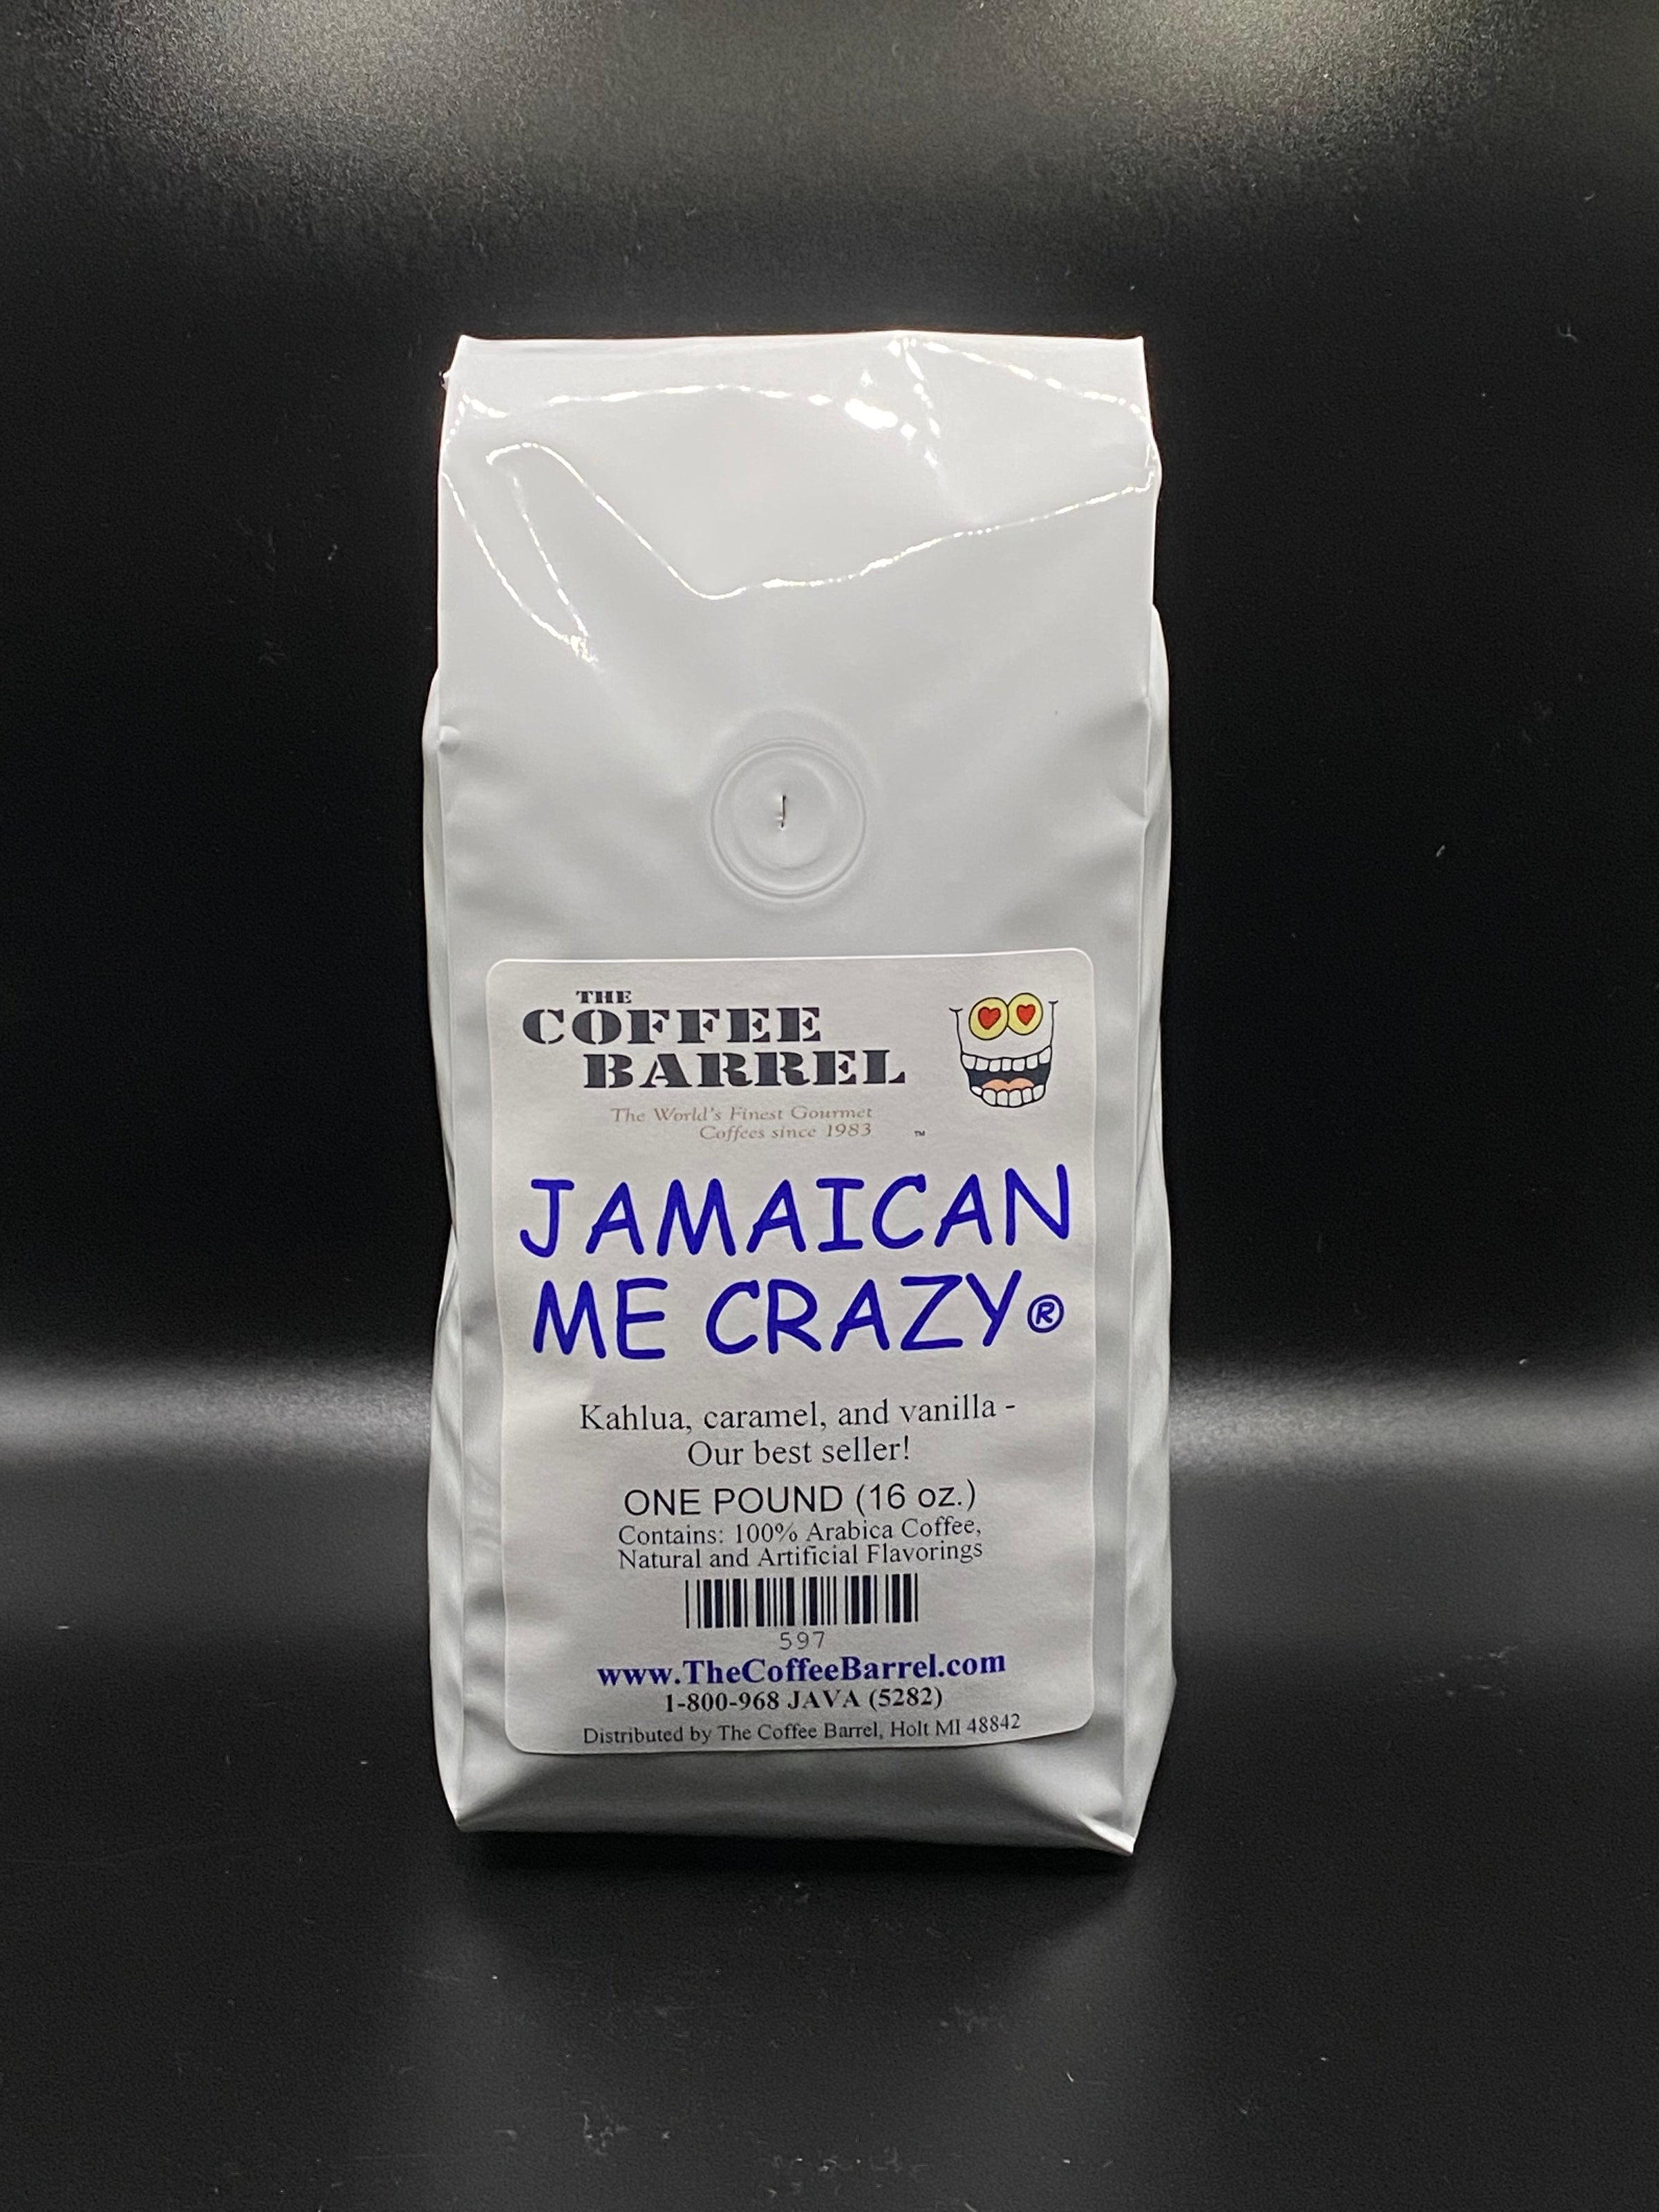 THE
COFFEE
BARREL
The World's Finest Gourmet
Coffees since 1983 ™
JAMAICAN
ME CRAZY®
Kahlua, caramel, and vanilla -
Our best seller!
ONE POUND (16 oz.)
Contains: 100% Arabica Coffee,
Natural and Artificial Flavorings
597
www.TheCoffeeBarrel.com
1-800-968 JAVA (5282)
Distributed by The Coffee Barrel, Holt MI 48842